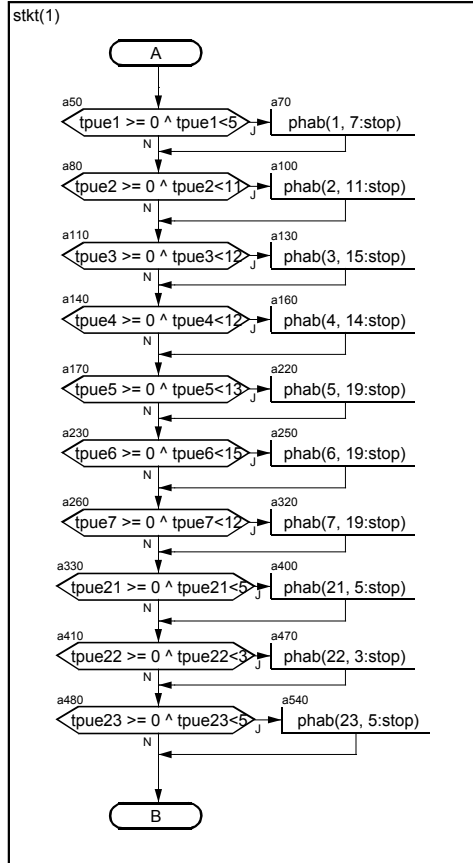 stkt(1)
A
a50
tpue1 >= 0 ^ tpue1<5
J
N
a70
phab(1, 7:stop)
a80
tpue2 >= 0 ^ tpue2<11
J
N
a100
phab(2, 11:stop)
a110
tpue3 >= 0 ^ tpue3<12
J
N
a130
phab(3, 15:stop)
a140
tpue4 >= 0 ^ tpue4<12
J
N
a160
phab(4, 14:stop)
a170
tpue5 >= 0 ^ tpue5<13
J
N
a220
phab(5, 19:stop)
a230
tpue6 >= 0 ^ tpue6<15
J
N
a250
phab(6, 19:stop)
a260
tpue7 >= 0 ^ tpue7<12
J
N
a320
phab(7, 19:stop)
a330
tpue21 >= 0 ^ tpue21<5
J
N
a400
phab(21, 5:stop)
a410
tpue22 >= 0 ^ tpue22<3
J
N
a470
phab(22, 3:stop)
a480
tpue23 >= 0 ^ tpue23<5
J
N
a540
phab(23, 5:stop)
B